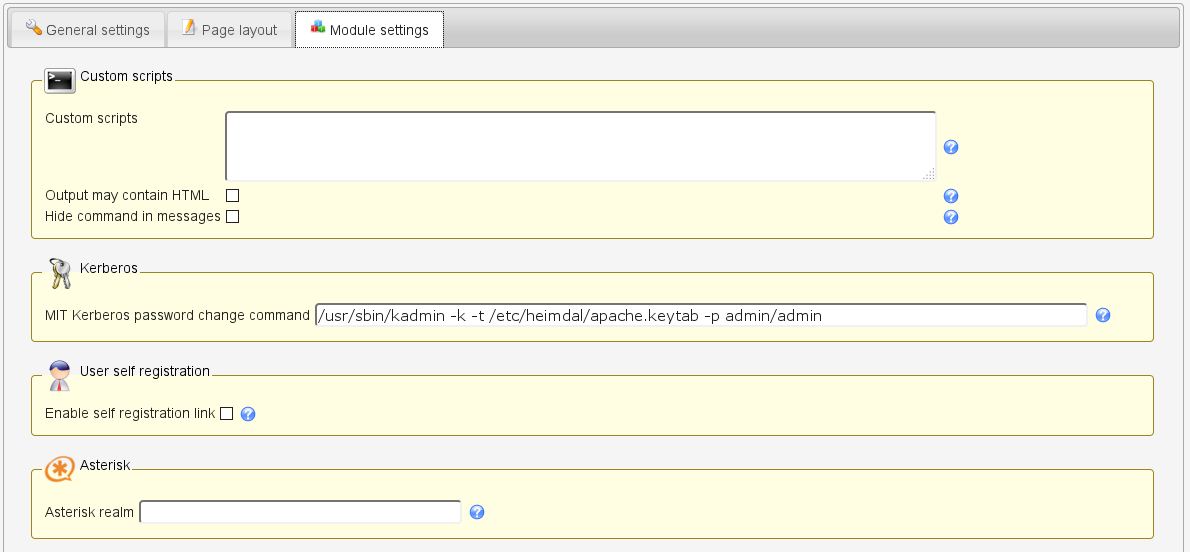 General settings
Page layout
Module settings
Custom scripts
Custom scripts
Output may contain HTML
Hide command in messages
Kerberos
MIT Kerberos password change command /usr/sbin/kadmin -k -t /etc/heimdal/apache.keytab -p admin/admin
User self registration
Enable self registration link
Asterisk
Asterisk realm